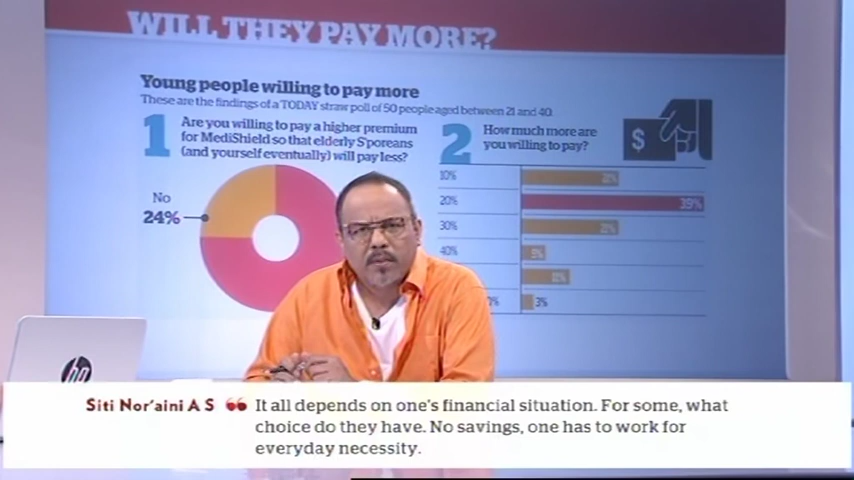 WILL THEY PAY MORE?
Young people willing to pay more
These are the findings of a TODAY straw poll of 50 people aged between 21 and 40.
1 Are you willing to pay a higher premium
for MediShield so that elderly S'poreans
(and yourself eventually) will pay less?
No
24%
2 How much more are
you willing to pay?
$
10%
20% 39%
30%
40%
3%
hp
Siti Nor'aini A S “ It all depends on one's financial situation. For some, what
choice do they have. No savings, one has to work for
everyday necessity.